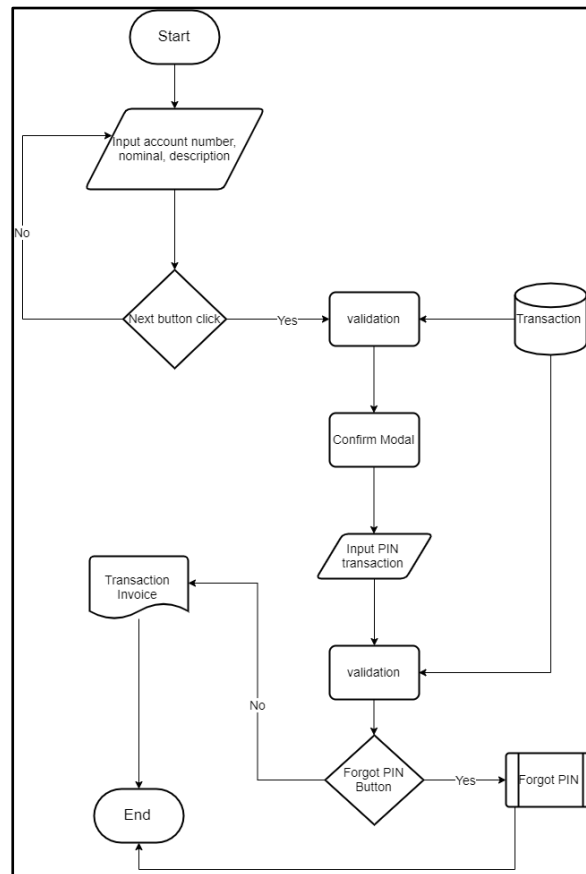 Start
Input account number,
nominal, description
No
Next button click
Yes
validation
Transaction
Confirm Modal
Input PIN
transaction
Transaction
Invoice
validation
No
Forgot PIN
Button
Yes
Forgot PIN
End